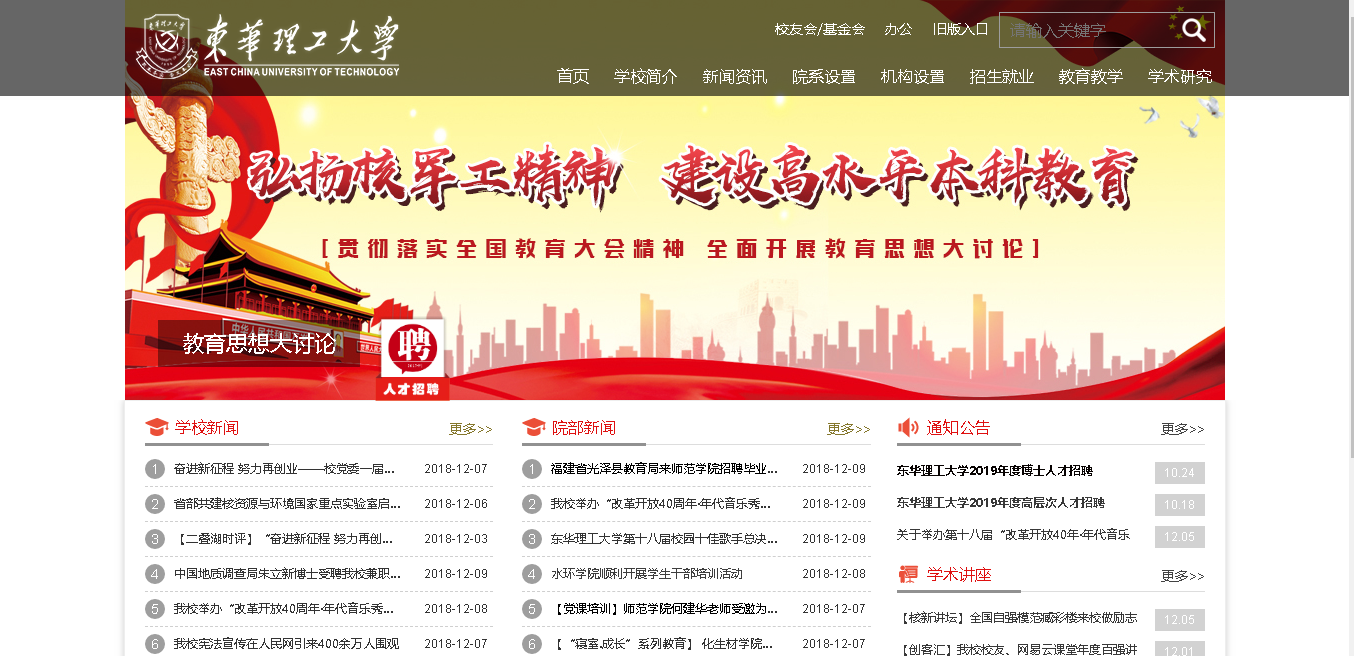 東華理工大學
EAST CHINA UNIVERSITY OF TECHNOLOGY
校友会/基金会 办公 旧版入口 请输入关键字
首页 学校简介 新闻资讯 院系设置 机构设置 招生就业 教育教学 学术研究
弘扬核军工精神 建设高水平本科教育
[贯彻落实全国教育大会精神 全面开展教育思想大讨论]
教育思想大讨论
聘
人才招聘
学校新闻 更多>>
1 奋进新征程 努力再创业——校党委一届... 2018-12-07
2 省部共建核资源与环境国家重点实验室启... 2018-12-06
3 【二叠湖时评】“奋进新征程 努力再创... 2018-12-03
4 中国地质调查局朱立新博士受聘我校兼职... 2018-12-09
5 我校举办“改革开放40周年·年代音乐秀... 2018-12-08
6 我校宪法宣传在人民网引来400余万人围观 2018-12-07
院部新闻 更多>>
1 福建省光泽县教育局来师范学院招聘毕业... 2018-12-09
2 我校举办“改革开放40周年·年代音乐秀... 2018-12-09
3 东华理工大学第十八届校园十佳歌手总决... 2018-12-09
4 水环学院顺利开展学生干部培训活动 2018-12-08
5 【党课培训】师范学院何建华老师受邀为... 2018-12-07
6 【“寝室.成长”系列教育】 化生材学院... 2018-12-07
通知公告 更多>>
东华理工大学2019年度博士人才招聘 10.24
东华理工大学2019年度高层次人才招聘 10.18
关于举办第十八届“改革开放40年·年代音乐 12.05
学术讲座 更多>>
【核新讲坛】全国自强模范臧彩楼来校做励志 12.05
【创客汇】我校校友、网易云课堂年度百强讲 12.01